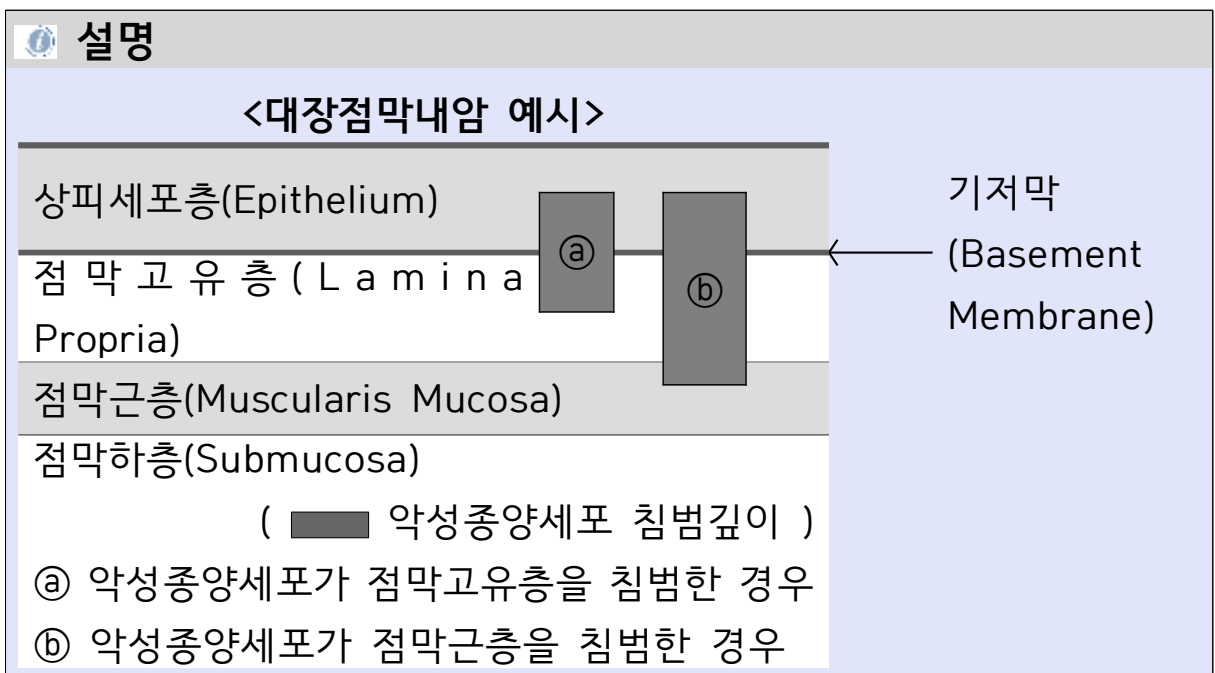 설명
<대장점막내암 예시>
상피세포층(Epithelium)
기저막
(Basement
Membrane)
ⓐ
ⓑ
점 막 고 유 층 ( L a m i n a
Propria)
점막근층(Muscularis Mucosa)
점막하층(Submucosa)
( 악성종양세포 침범깊이 )
ⓐ 악성종양세포가 점막고유층을 침범한 경우
ⓑ 악성종양세포가 점막근층을 침범한 경우